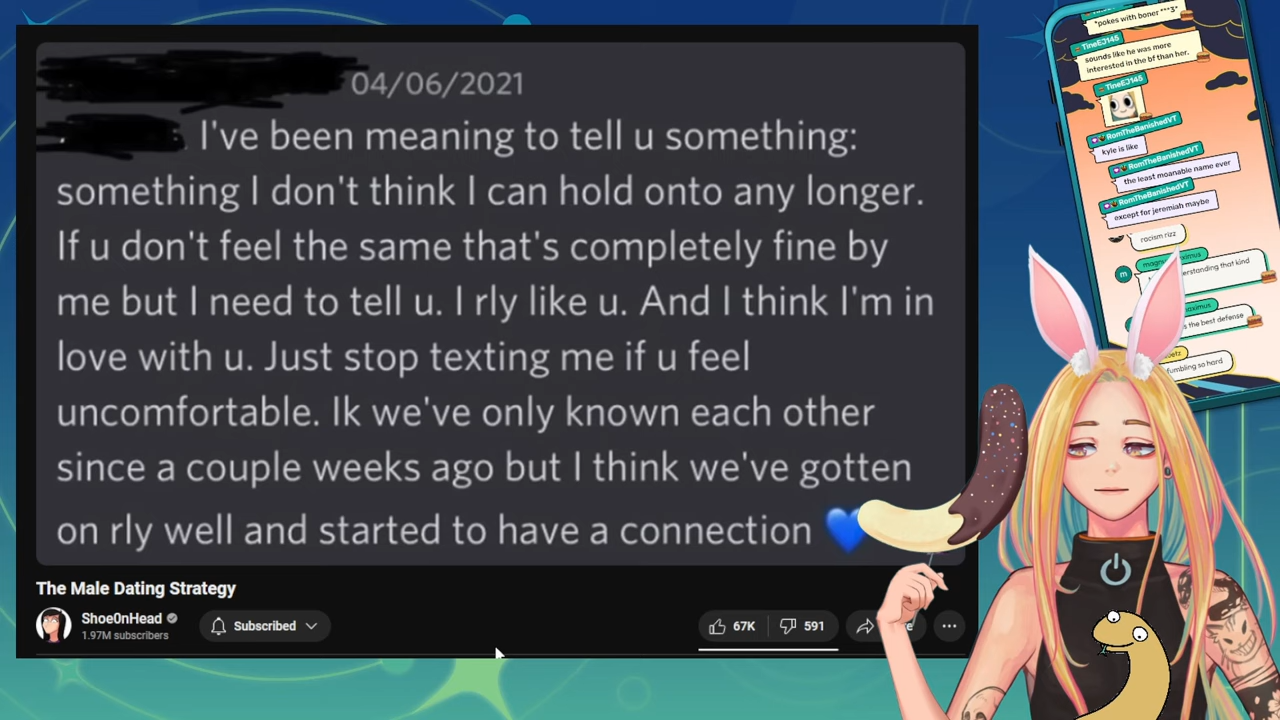 04/06/2021
I've been meaning to tell u something:
something I don't think can hold onto any longer.
If u don't feel the same that's completely fine by
me but I need to tell u. I rly like u. And I think I'm in
love with u. Just stop texting me if u feel
uncomfortable. Ik we've only known each other
since a couple weeks ago but I think we've gotten
on rly well and started to have a connection 💙
The Male Dating Strategy
Shoe0nHead
1.97M subscribers
Subscribed
67K
591
*pokes with boner ***3*
TineEJ145
sounds like he was more
interested in the bf than her.
TineEJ145
RomTheBanishedVT
kyle is like
RomTheBanishedVT
the least moanable name ever
RomTheBanishedVT
except for jeremiah maybe
racism rizz
m
erstanding that kind
s the best defense
fumbling so hard